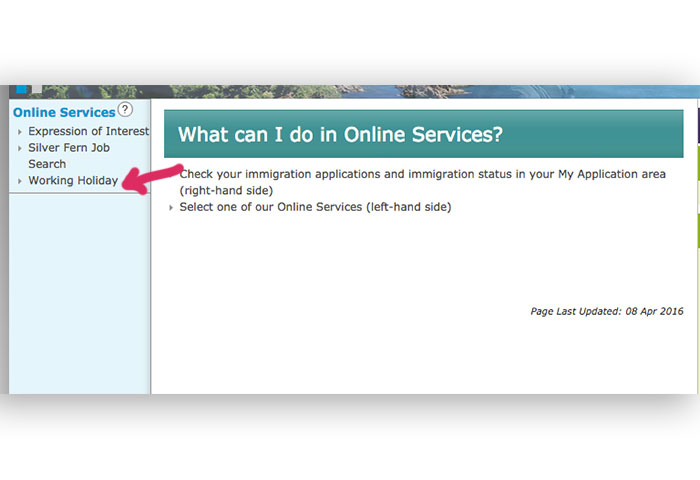 Online Services ?
Expression of Interest
Silver Fern Job
Search
Working Holiday
What can I do in Online Services?
Check your immigration applications and immigration status in your My Application area
(right-hand side)
Select one of our Online Services (left-hand side)
Page Last Updated: 08 Apr 2016